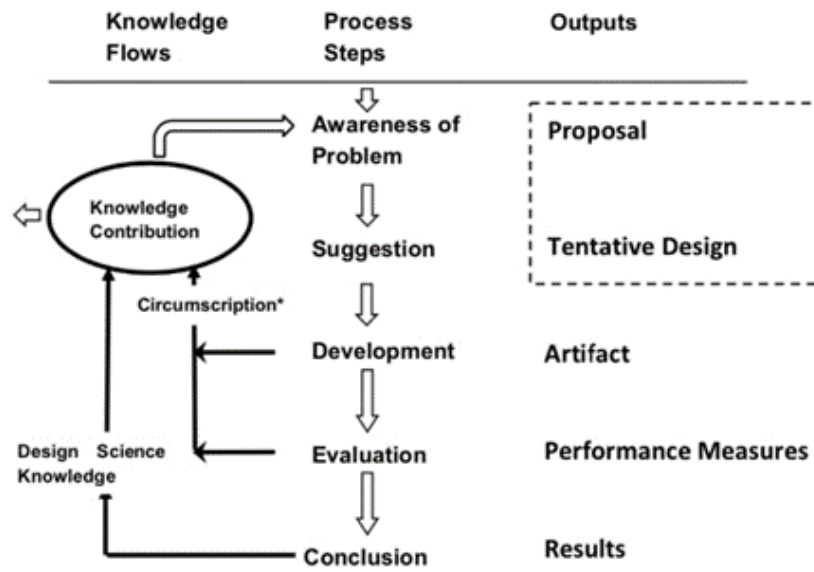 Knowledge Flows
Process Steps
Outputs
Awareness of Problem
Proposal
Knowledge Contribution
Suggestion
Tentative Design
Circumscription*
Development
Artifact
Design Science Knowledge
Evaluation
Performance Measures
Conclusion
Results